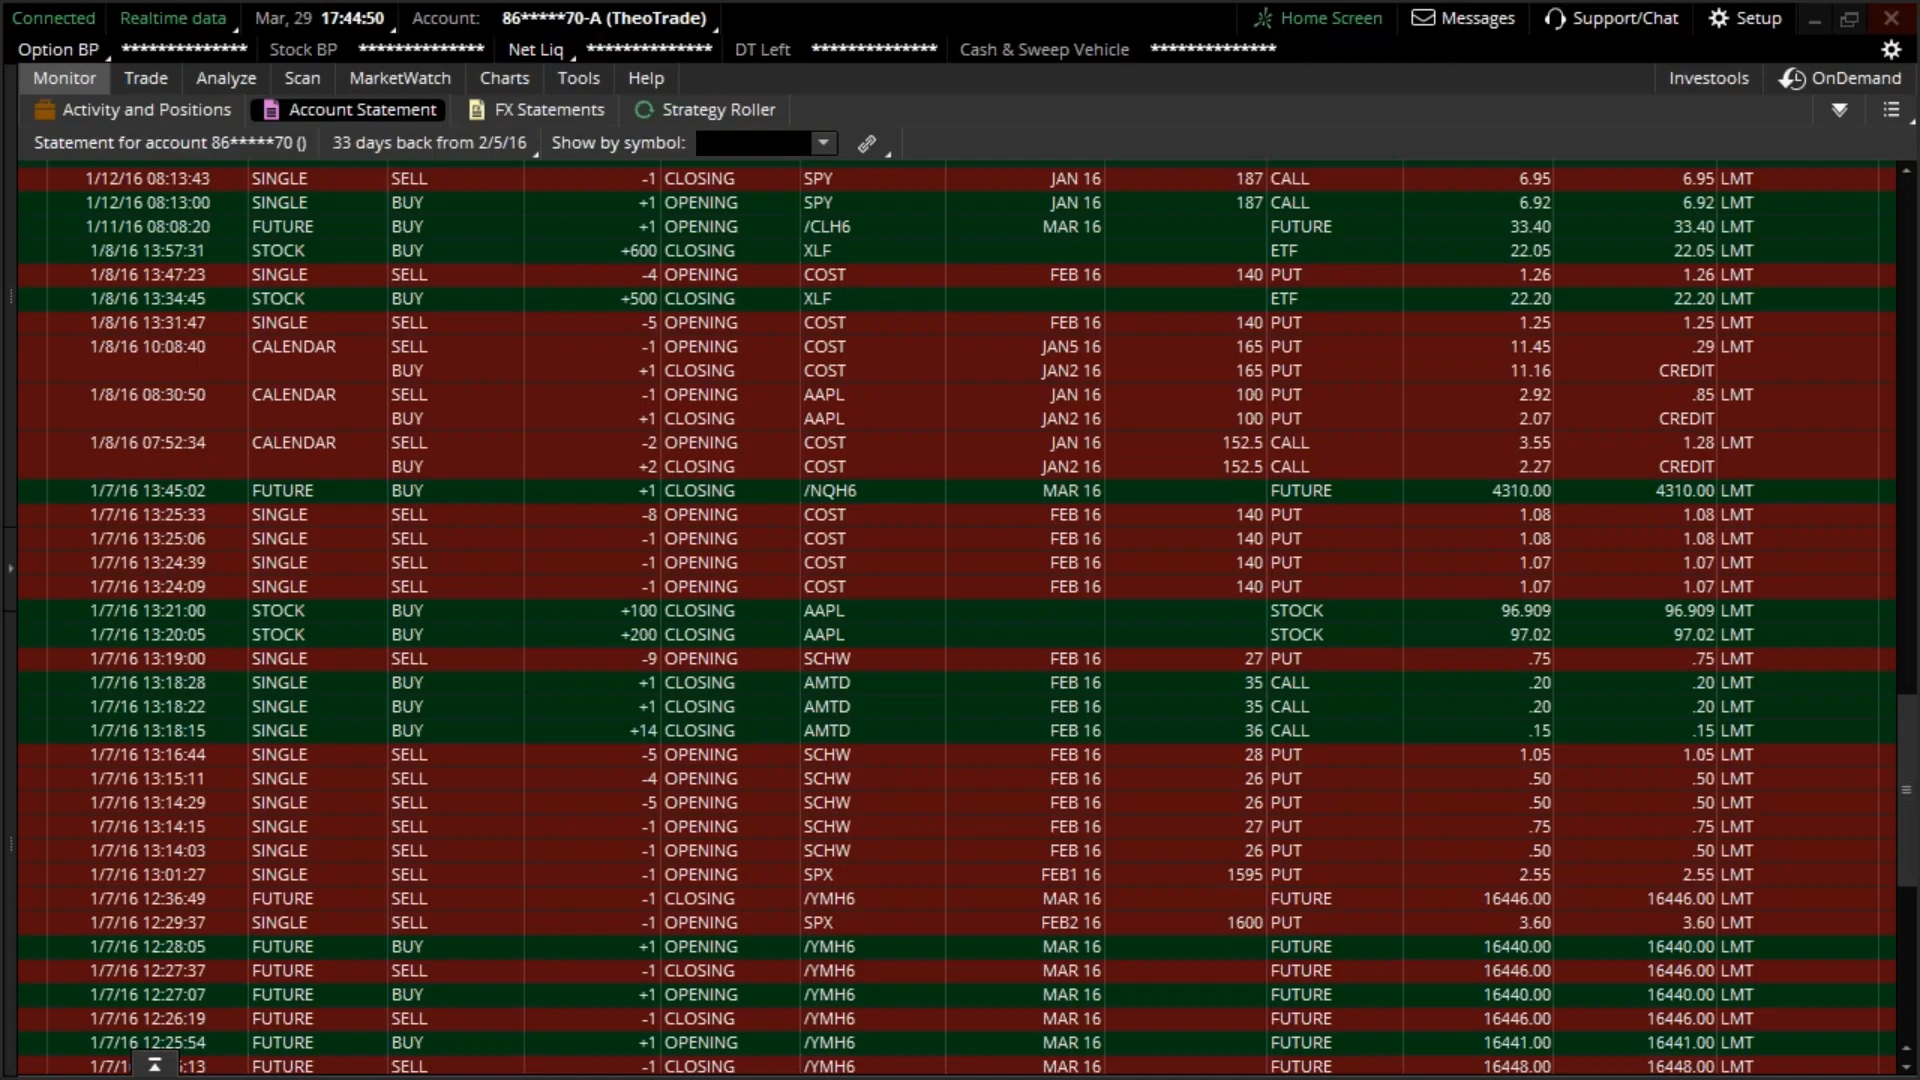 Connected Realtime data Mar, 29 17:44:50 Account: 86*****70-A (TheoTrade) Home Screen Messages Support/Chat Setup
Option BP ************** Stock BP ************** Net Liq ************** DT Left ************** Cash & Sweep Vehicle **************
Monitor Trade Analyze Scan MarketWatch Charts Tools Help Investools OnDemand
Activity and Positions Account Statement FX Statements Strategy Roller
Statement for account 86*****70 () 33 days back from 2/5/16 Show by symbol:
1/12/16 08:13:43 SINGLE SELL -1 CLOSING SPY JAN 16 187 CALL 6.95 6.95 LMT
1/12/16 08:13:00 SINGLE BUY +1 OPENING SPY JAN 16 187 CALL 6.92 6.92 LMT
1/11/16 08:08:20 FUTURE BUY +1 OPENING /CLH6 MAR 16 FUTURE 33.40 33.40 LMT
1/8/16 13:57:31 STOCK BUY +600 CLOSING XLF ETF 22.05 22.05 LMT
1/8/16 13:47:23 SINGLE SELL -4 OPENING COST FEB 16 140 PUT 1.26 1.26 LMT
1/8/16 13:34:45 STOCK BUY +500 CLOSING XLF ETF 22.20 22.20 LMT
1/8/16 13:31:47 SINGLE SELL -5 OPENING COST FEB 16 140 PUT 1.25 1.25 LMT
1/8/16 10:08:40 CALENDAR SELL -1 OPENING COST JAN5 16 165 PUT 11.45 .29 LMT
BUY +1 CLOSING COST JAN2 16 165 PUT 11.16 CREDIT
1/8/16 08:30:50 CALENDAR SELL -1 OPENING AAPL JAN 16 100 PUT 2.92 .85 LMT
BUY +1 CLOSING AAPL JAN2 16 100 PUT 2.07 CREDIT
1/8/16 07:52:34 CALENDAR SELL -2 OPENING COST JAN 16 152.5 CALL 3.55 1.28 LMT
BUY +2 CLOSING COST JAN2 16 152.5 CALL 2.27 CREDIT
1/7/16 13:45:02 FUTURE BUY +1 CLOSING /NQH6 MAR 16 FUTURE 4310.00 4310.00 LMT
1/7/16 13:25:33 SINGLE SELL -8 OPENING COST FEB 16 140 PUT 1.08 1.08 LMT
1/7/16 13:25:06 SINGLE SELL -1 OPENING COST FEB 16 140 PUT 1.08 1.08 LMT
1/7/16 13:24:39 SINGLE SELL -1 OPENING COST FEB 16 140 PUT 1.07 1.07 LMT
1/7/16 13:24:09 SINGLE SELL -1 OPENING COST FEB 16 140 PUT 1.07 1.07 LMT
1/7/16 13:21:00 STOCK BUY +100 CLOSING AAPL STOCK 96.909 96.909 LMT
1/7/16 13:20:05 STOCK BUY +200 CLOSING AAPL STOCK 97.02 97.02 LMT
1/7/16 13:19:00 SINGLE SELL -9 OPENING SCHW FEB 16 27 PUT .75 .75 LMT
1/7/16 13:18:28 SINGLE BUY +1 CLOSING AMTD FEB 16 35 CALL .20 .20 LMT
1/7/16 13:18:22 SINGLE BUY +1 CLOSING AMTD FEB 16 35 CALL .20 .20 LMT
1/7/16 13:18:15 SINGLE BUY +14 CLOSING AMTD FEB 16 36 CALL .15 .15 LMT
1/7/16 13:16:44 SINGLE SELL -5 OPENING SCHW FEB 16 28 PUT 1.05 1.05 LMT
1/7/16 13:15:11 SINGLE SELL -4 OPENING SCHW FEB 16 26 PUT .50 .50 LMT
1/7/16 13:14:29 SINGLE SELL -5 OPENING SCHW FEB 16 26 PUT .50 .50 LMT
1/7/16 13:14:15 SINGLE SELL -1 OPENING SCHW FEB 16 27 PUT .75 .75 LMT
1/7/16 13:14:03 SINGLE SELL -1 OPENING SCHW FEB 16 26 PUT .50 .50 LMT
1/7/16 13:01:27 SINGLE SELL -1 OPENING SPX FEB1 16 1595 PUT 2.55 2.55 LMT
1/7/16 12:36:49 FUTURE SELL -1 CLOSING /YMH6 MAR 16 FUTURE 16446.00 16446.00 LMT
1/7/16 12:29:37 SINGLE SELL -1 OPENING SPX FEB2 16 1600 PUT 3.60 3.60 LMT
1/7/16 12:28:05 FUTURE BUY +1 OPENING /YMH6 MAR 16 FUTURE 16440.00 16440.00 LMT
1/7/16 12:27:37 FUTURE SELL -1 CLOSING /YMH6 MAR 16 FUTURE 16446.00 16446.00 LMT
1/7/16 12:27:07 FUTURE BUY +1 OPENING /YMH6 MAR 16 FUTURE 16440.00 16440.00 LMT
1/7/16 12:26:19 FUTURE SELL -1 CLOSING /YMH6 MAR 16 FUTURE 16446.00 16446.00 LMT
1/7/16 12:25:54 FUTURE BUY +1 OPENING /YMH6 MAR 16 FUTURE 16441.00 16441.00 LMT
1/7/1 :13 FUTURE SELL -1 CLOSING /YMH6 MAR 16 FUTURE 16448.00 16448.00 LMT